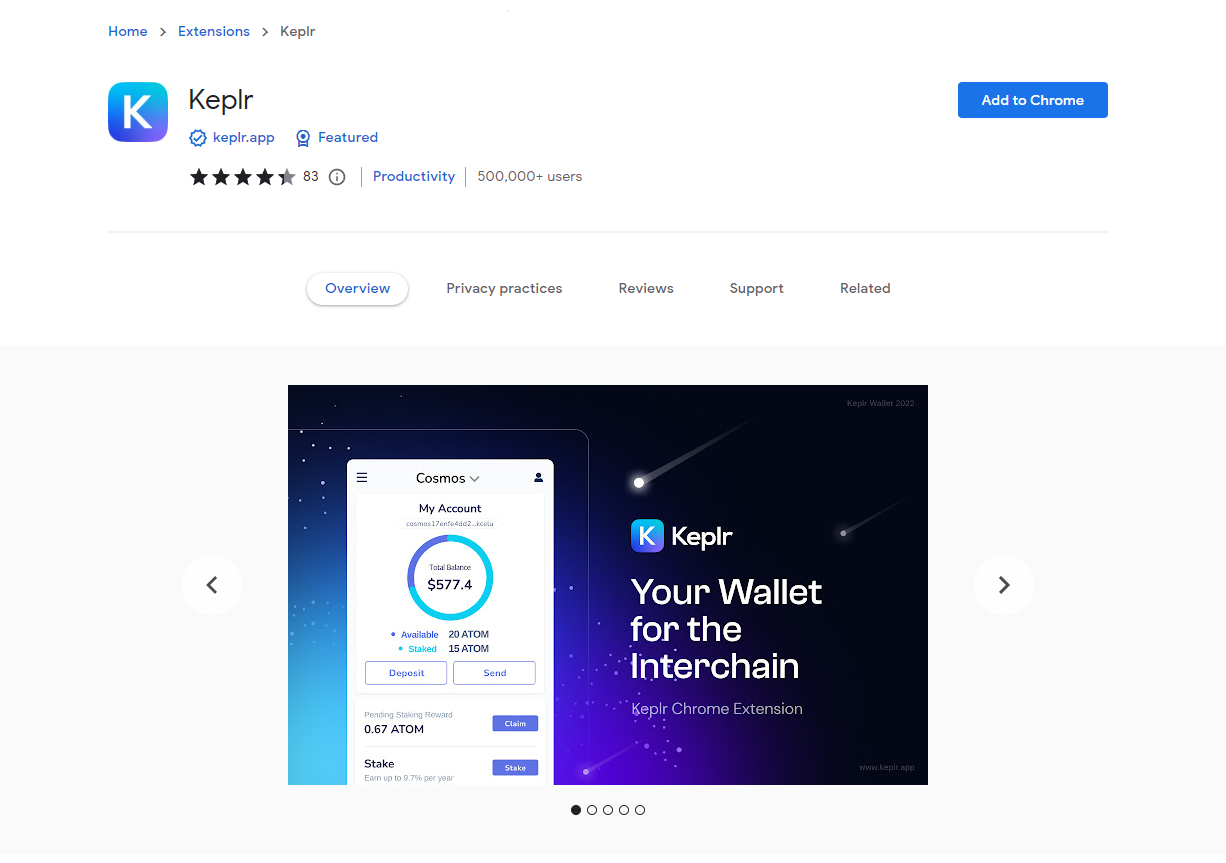 Home > Extensions > Keplr
K
Keplr
Add to Chrome
keplr.app Featured
83 Productivity 500,000+ users
Overview Privacy practices Reviews Support Related
Keplr Wallet 2022
Cosmos
My Account
cosmos17enfe4dd2...kcelu
Total Balance
$577.4
Available 20 ATOM
Staked 15 ATOM
Deposit Send
Pending Staking Reward
0.67 ATOM
Claim
Stake
Earn up to 9.7% per year
Stake
K Keplr
Your Wallet
for the
Interchain
Keplr Chrome Extension
www.keplr.app